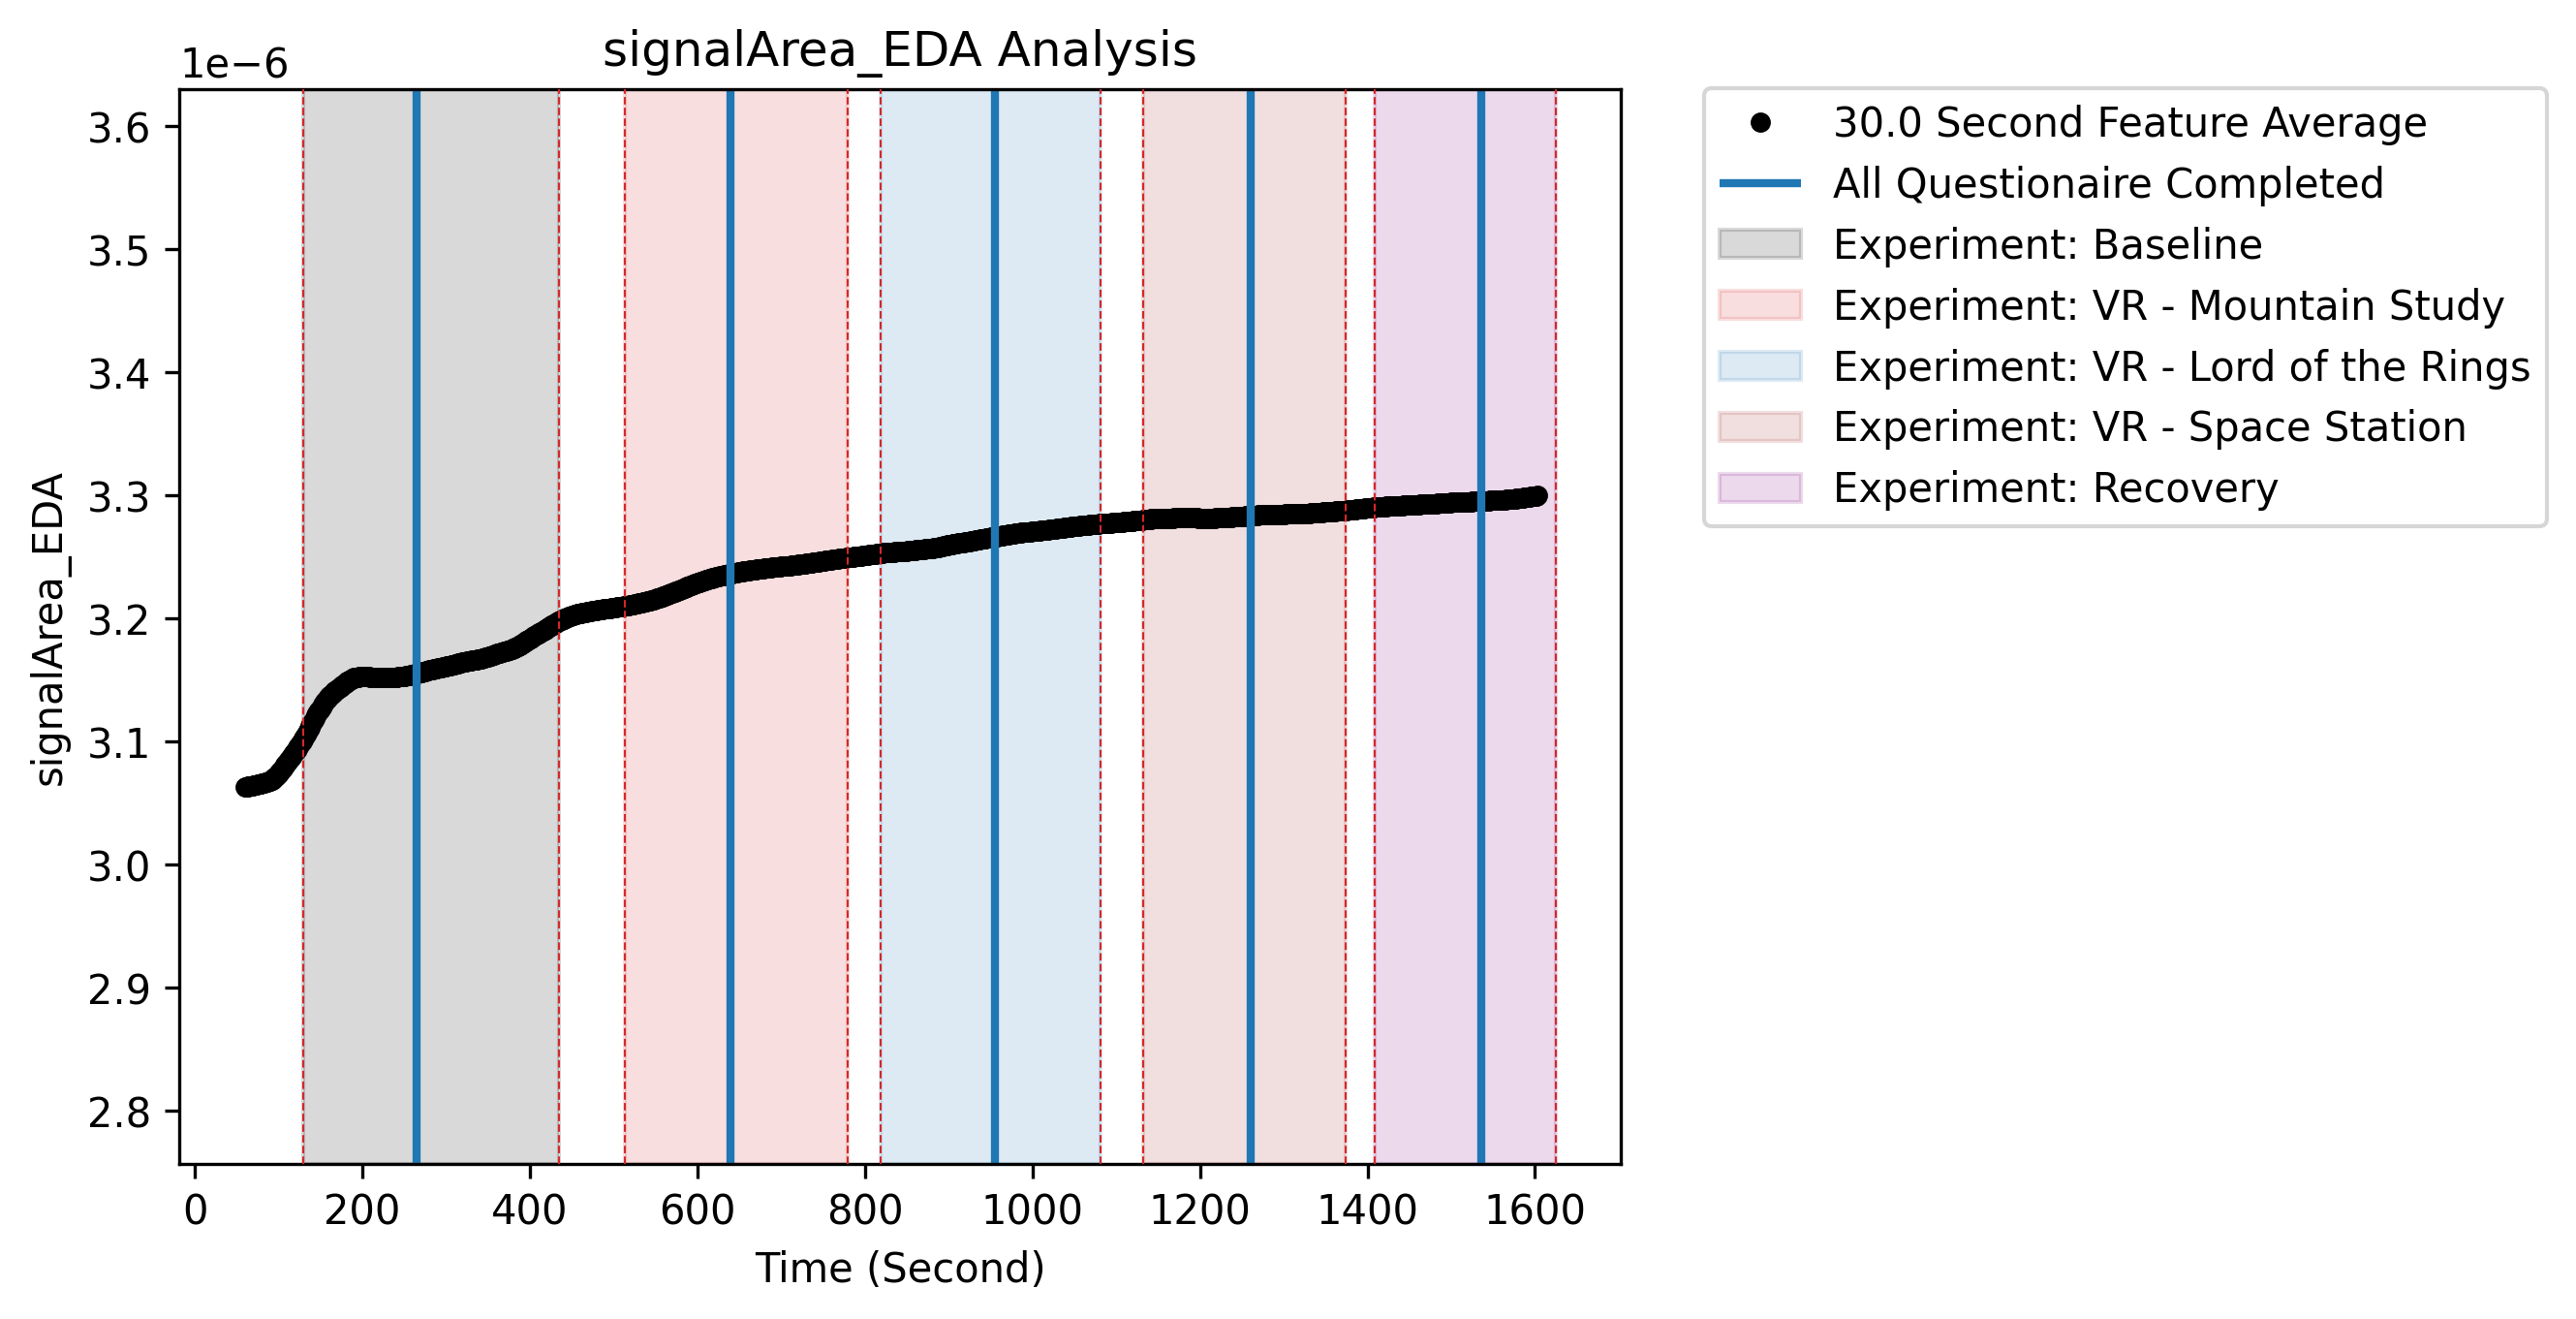 signalArea_EDA Analysis
1e−6
3.6
3.5
3.4
3.3
3.2
3.1
3.0
2.9
2.8
signalArea_EDA
0 200 400 600 800 1000 1200 1400 1600
Time (Second)
30.0 Second Feature Average
All Questionaire Completed
Experiment: Baseline
Experiment: VR - Mountain Study
Experiment: VR - Lord of the Rings
Experiment: VR - Space Station
Experiment: Recovery